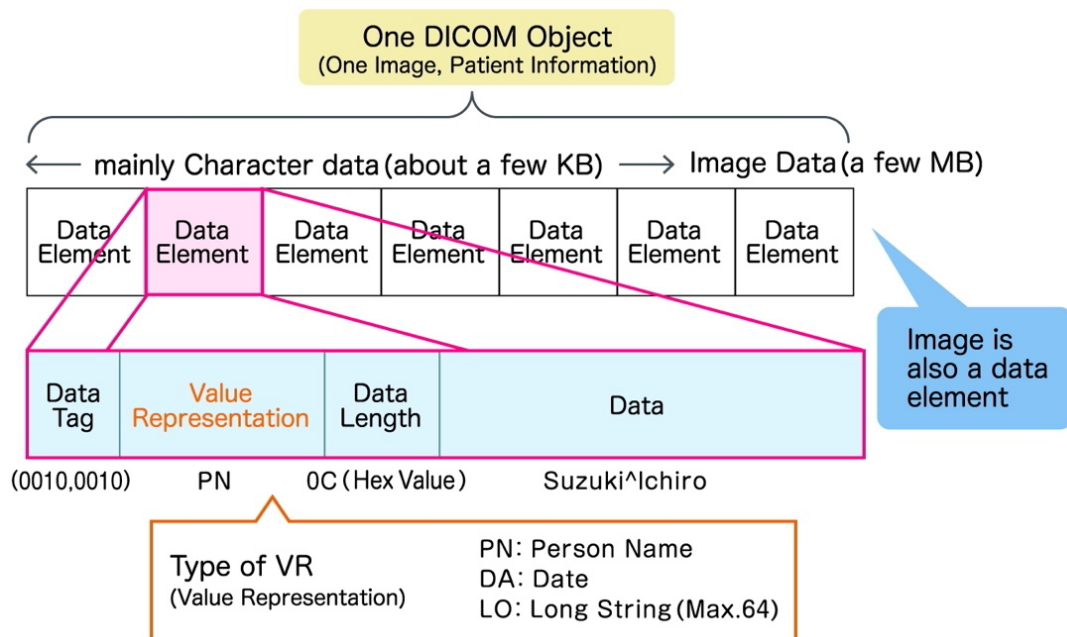 One DICOM Object
(One Image, Patient Information)
mainly Character data (about a few KB)
Image Data (a few MB)
Data Element
Data Element
Data Element
Data Element
Data Element
Data Element
Data Element
Image is
also a data
element
Data
Tag
Value
Representation
Data
Length
Data
(0010,0010)
PN
0C (Hex Value)
Suzuki^Ichiro
Type of VR
(Value Representation)
PN: Person Name
DA: Date
LO: Long String (Max.64)